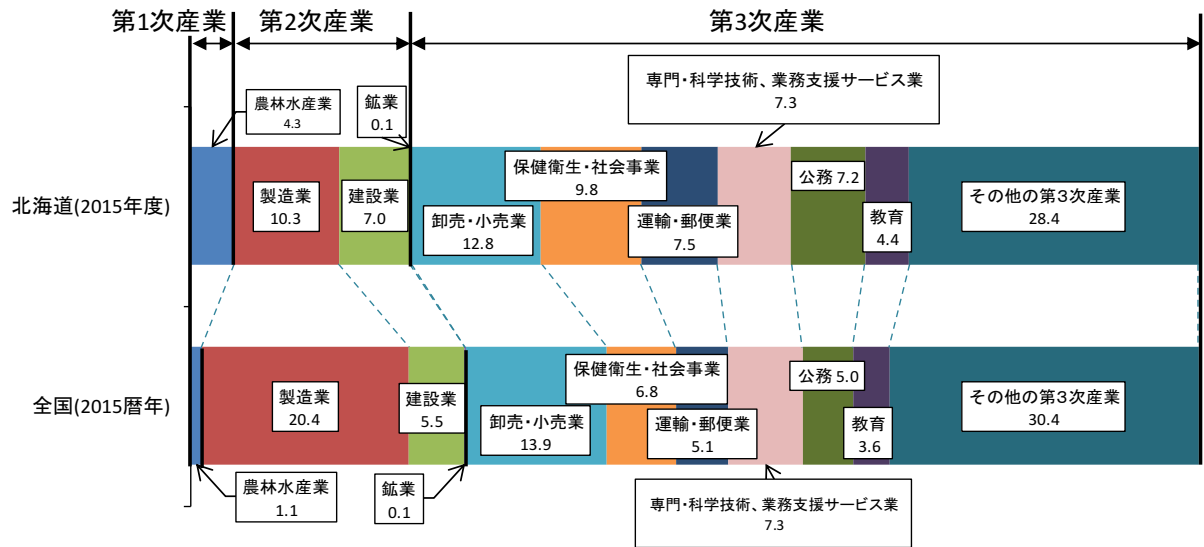 第1次産業
第2次産業
第3次産業
専門・科学技術、業務支援サービス業
7.3
農林水産業
4.3
鉱業
0.1
北海道(2015年度)
製造業
10.3
建設業
7.0
卸売・小売業
12.8
保健衛生・社会事業
9.8
運輸・郵便業
7.5
公務 7.2
教育
4.4
その他の第3次産業
28.4
全国(2015暦年)
製造業
20.4
建設業
5.5
卸売・小売業
13.9
保健衛生・社会事業
6.8
運輸・郵便業
5.1
公務 5.0
教育
3.6
その他の第3次産業
30.4
農林水産業
1.1
鉱業
0.1
専門・科学技術、業務支援サービス業
7.3